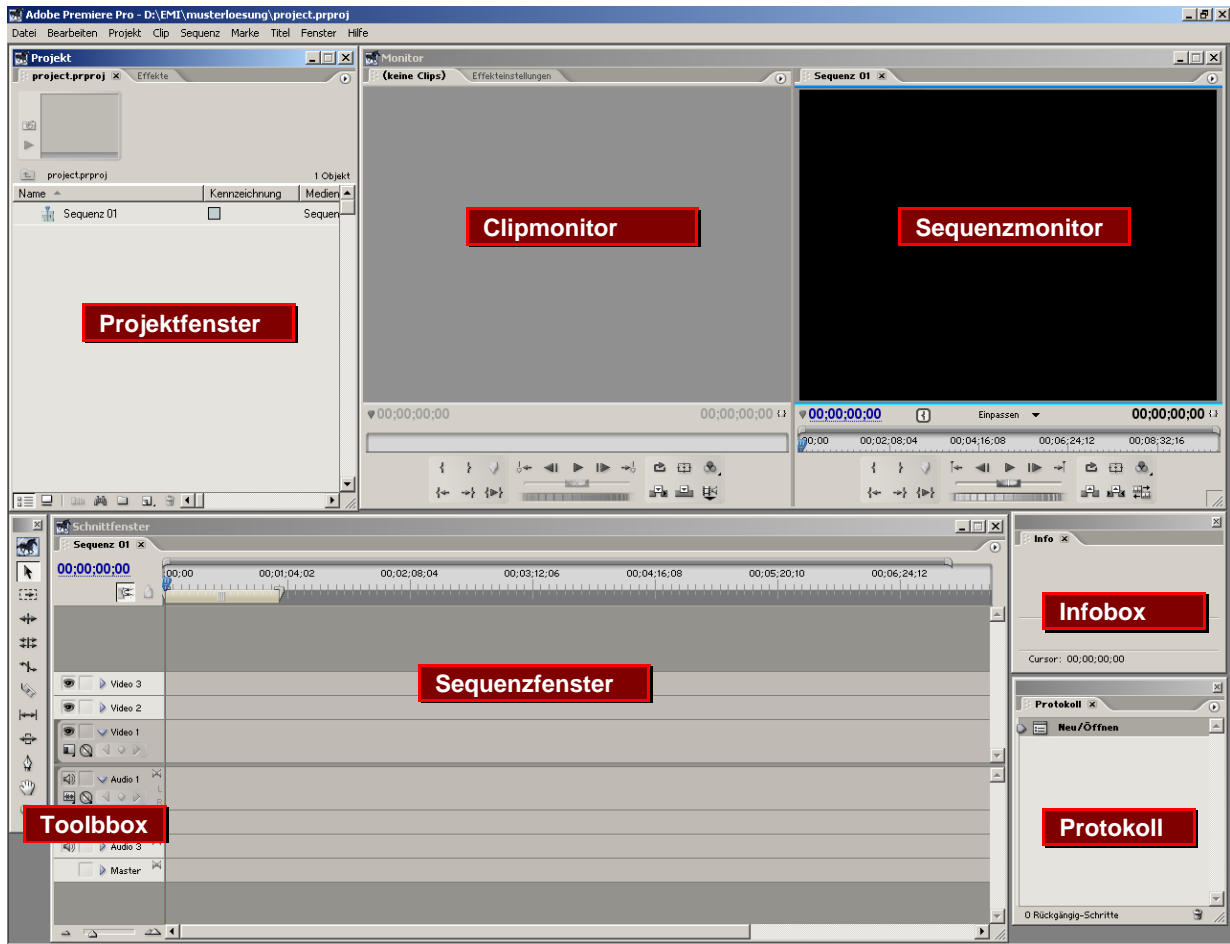 Adobe Premiere Pro - D:\EMI\musterloesung\project.prproj
Datei Bearbeiten Projekt Clip Sequenz Marke Titel Fenster Hilfe
Projekt
project.prproj Effekte
project.prproj 1 Objekt
Name Kennzeichnung Medien
Sequenz 01 Sequen
Projektfenster
Monitor
(keine Clips) Effekteinstellungen
Clipmonitor
00;00;00;00 00;00;00;00
Sequenz 01
Sequenzmonitor
00;00;00;00 Einpassen 00;00;00;00
00;00 00;02;08;04 00;04;16;08 00;06;24;12 00;08;32;16
Schnittfenster
Sequenz 01
00;00;00;00
;00;00 00;01;04;02 00;02;08;04 00;03;12;06 00;04;16;08 00;05;20;10 00;06;24;12
Sequenzfenster
Video 3
Video 2
Video 1
Audio 1
L
R
Toolbbox
Audio 3
Master
Info
Infobox
Cursor: 00;00;00;00
Protokoll
Neu/Öffnen
Protokoll
0 Rückgängig-Schritte